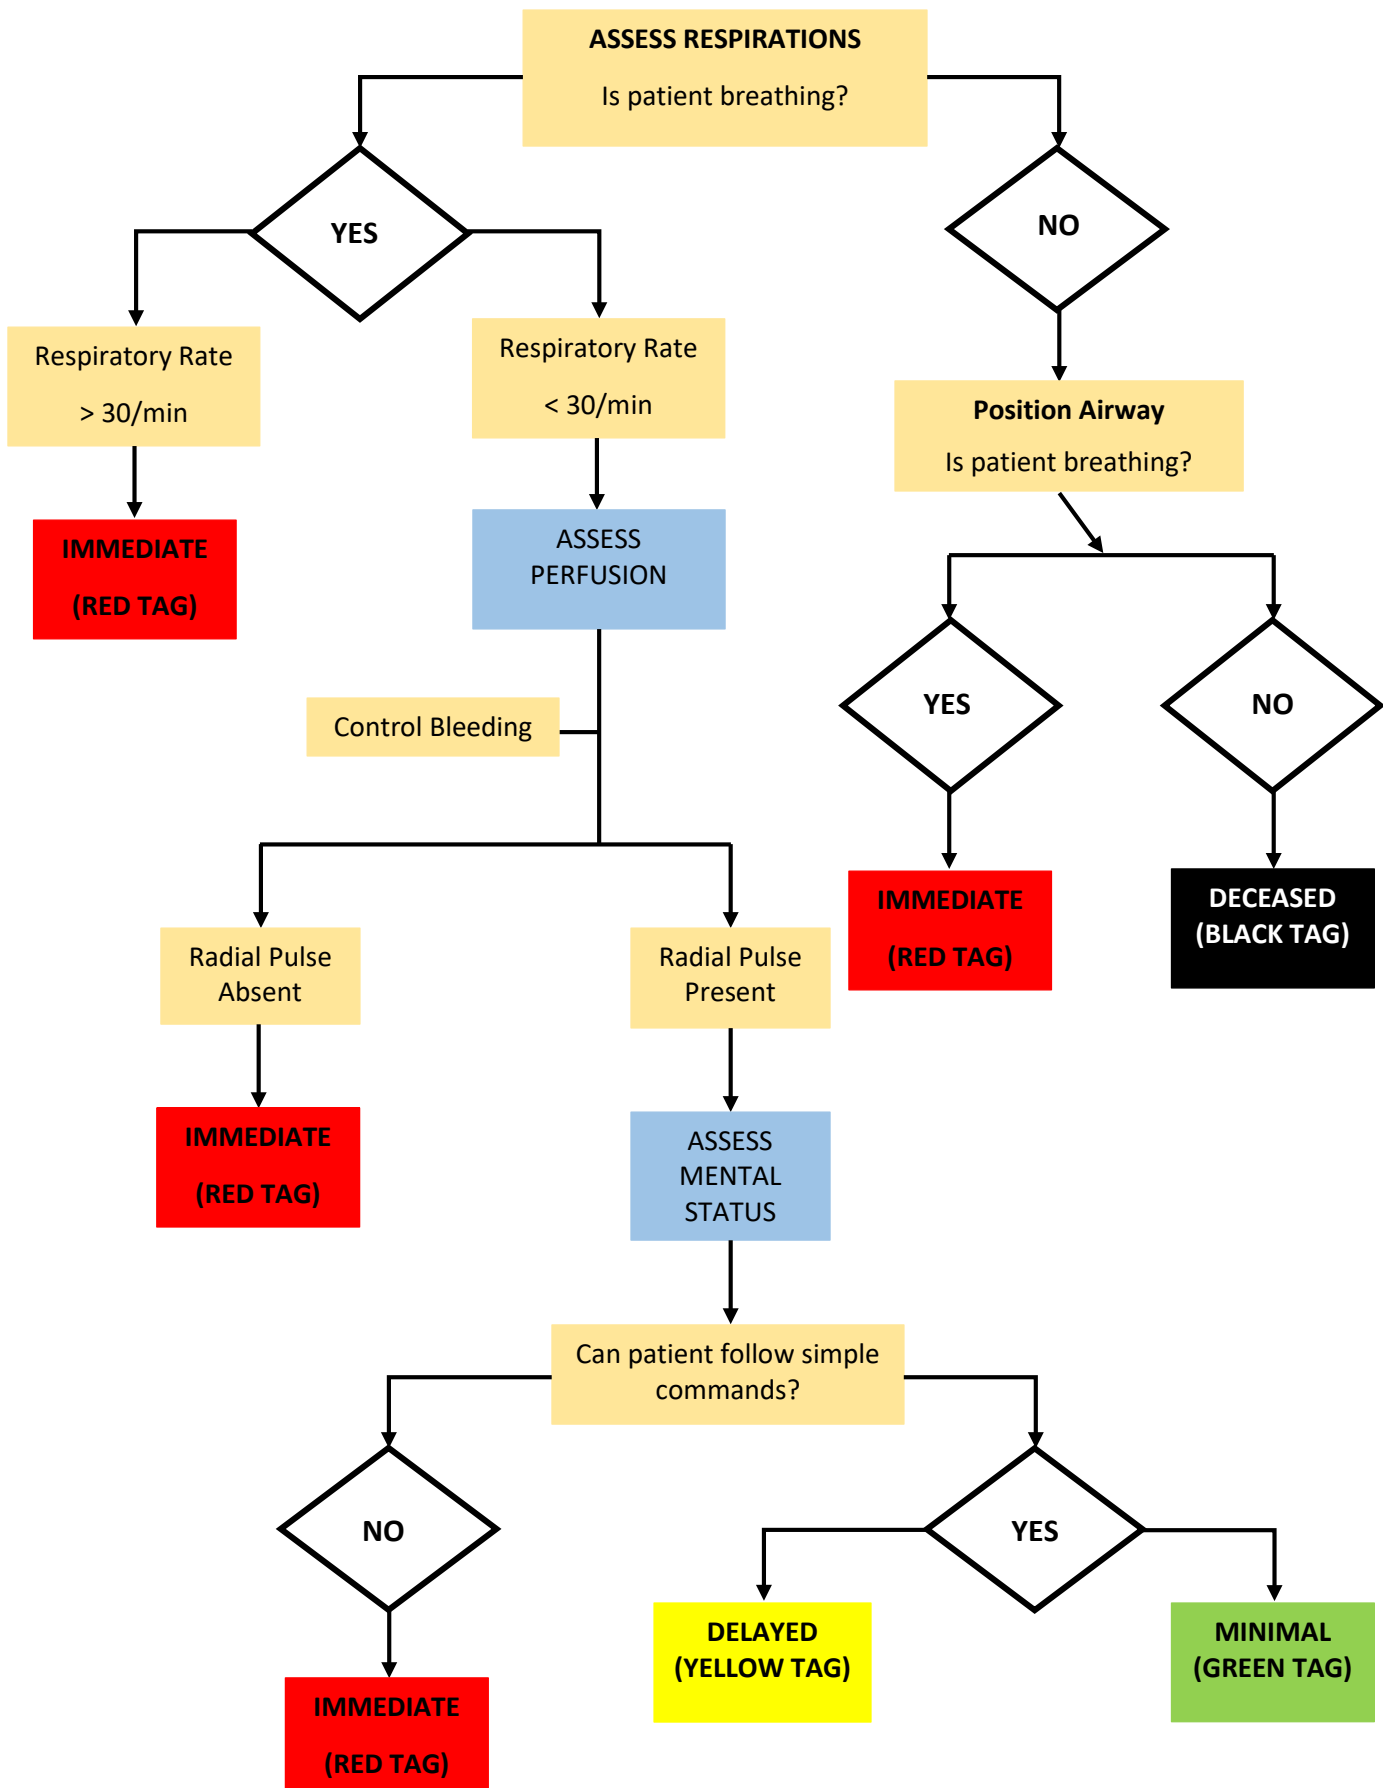 ASSESS RESPIRATIONS
Is patient breathing?
YES
NO
Respiratory Rate
> 30/min
Respiratory Rate
< 30/min
Position Airway
Is patient breathing?
IMMEDIATE
(RED TAG)
ASSESS
PERFUSION
Control Bleeding
YES
NO
IMMEDIATE
(RED TAG)
DECEASED
(BLACK TAG)
Radial Pulse
Absent
Radial Pulse
Present
IMMEDIATE
(RED TAG)
ASSESS
MENTAL
STATUS
Can patient follow simple
commands?
NO
YES
DELAYED
(YELLOW TAG)
MINIMAL
(GREEN TAG)
IMMEDIATE
(RED TAG)